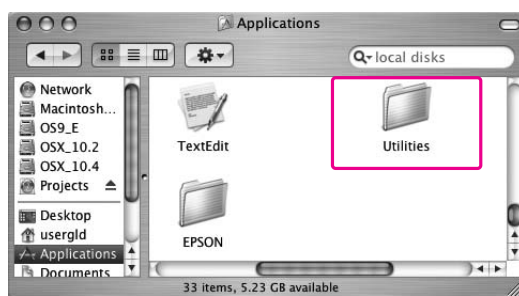 Applications
local disks
Network
Macintosh...
OS9_E
OSX_10.2
OSX_10.4
Projects
Desktop
usergld
Applications
Documents
TextEdit
Utilities
EPSON
33 items, 5.23 GB available